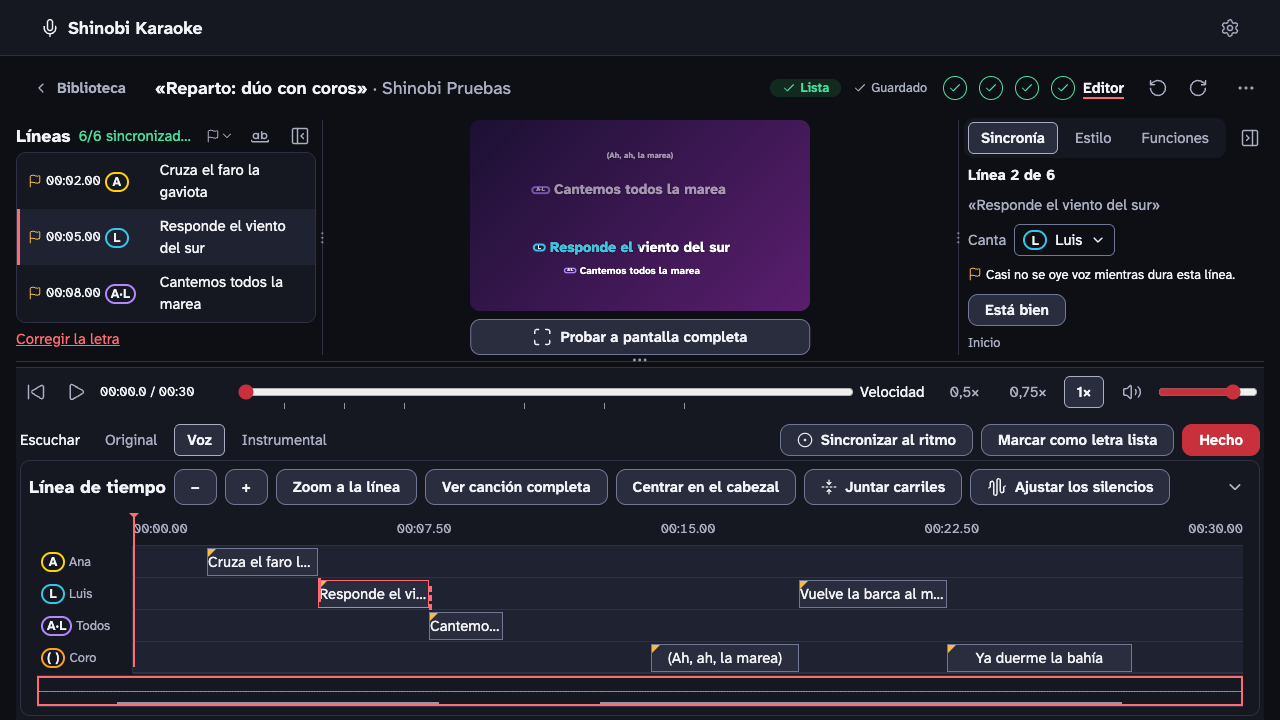 Shinobi Karaoke
Biblioteca
«Reparto: dúo con coros» · Shinobi Pruebas
Lista
Guardado
Editor
Líneas
6/6 sincronizad...
ab
00:02.00 A Cruza el faro la gaviota
00:05.00 L Responde el viento del sur
00:08.00 A·L Cantemos todos la marea
Corregir la letra
(Ah, ah, la marea)
A·L Cantemos todos la marea
L Responde el viento del sur
A·L Cantemos todos la marea
Probar a pantalla completa
Sincronía
Estilo
Funciones
Línea 2 de 6
«Responde el viento del sur»
Canta
L Luis
Casi no se oye voz mientras dura esta línea.
Está bien
Inicio
00:00.0 / 00:30
Velocidad
0,5×
0,75×
1×
Escuchar
Original
Voz
Instrumental
Sincronizar al ritmo
Marcar como letra lista
Hecho
Línea de tiempo
−
+
Zoom a la línea
Ver canción completa
Centrar en el cabezal
Juntar carriles
Ajustar los silencios
00:00.00
00:07.50
00:15.00
00:22.50
00:30.00
A Ana
Cruza el faro l...
L Luis
Responde el vi...
Vuelve la barca al m...
A·L Todos
Cantemo...
( ) Coro
(Ah, ah, la marea)
Ya duerme la bahía